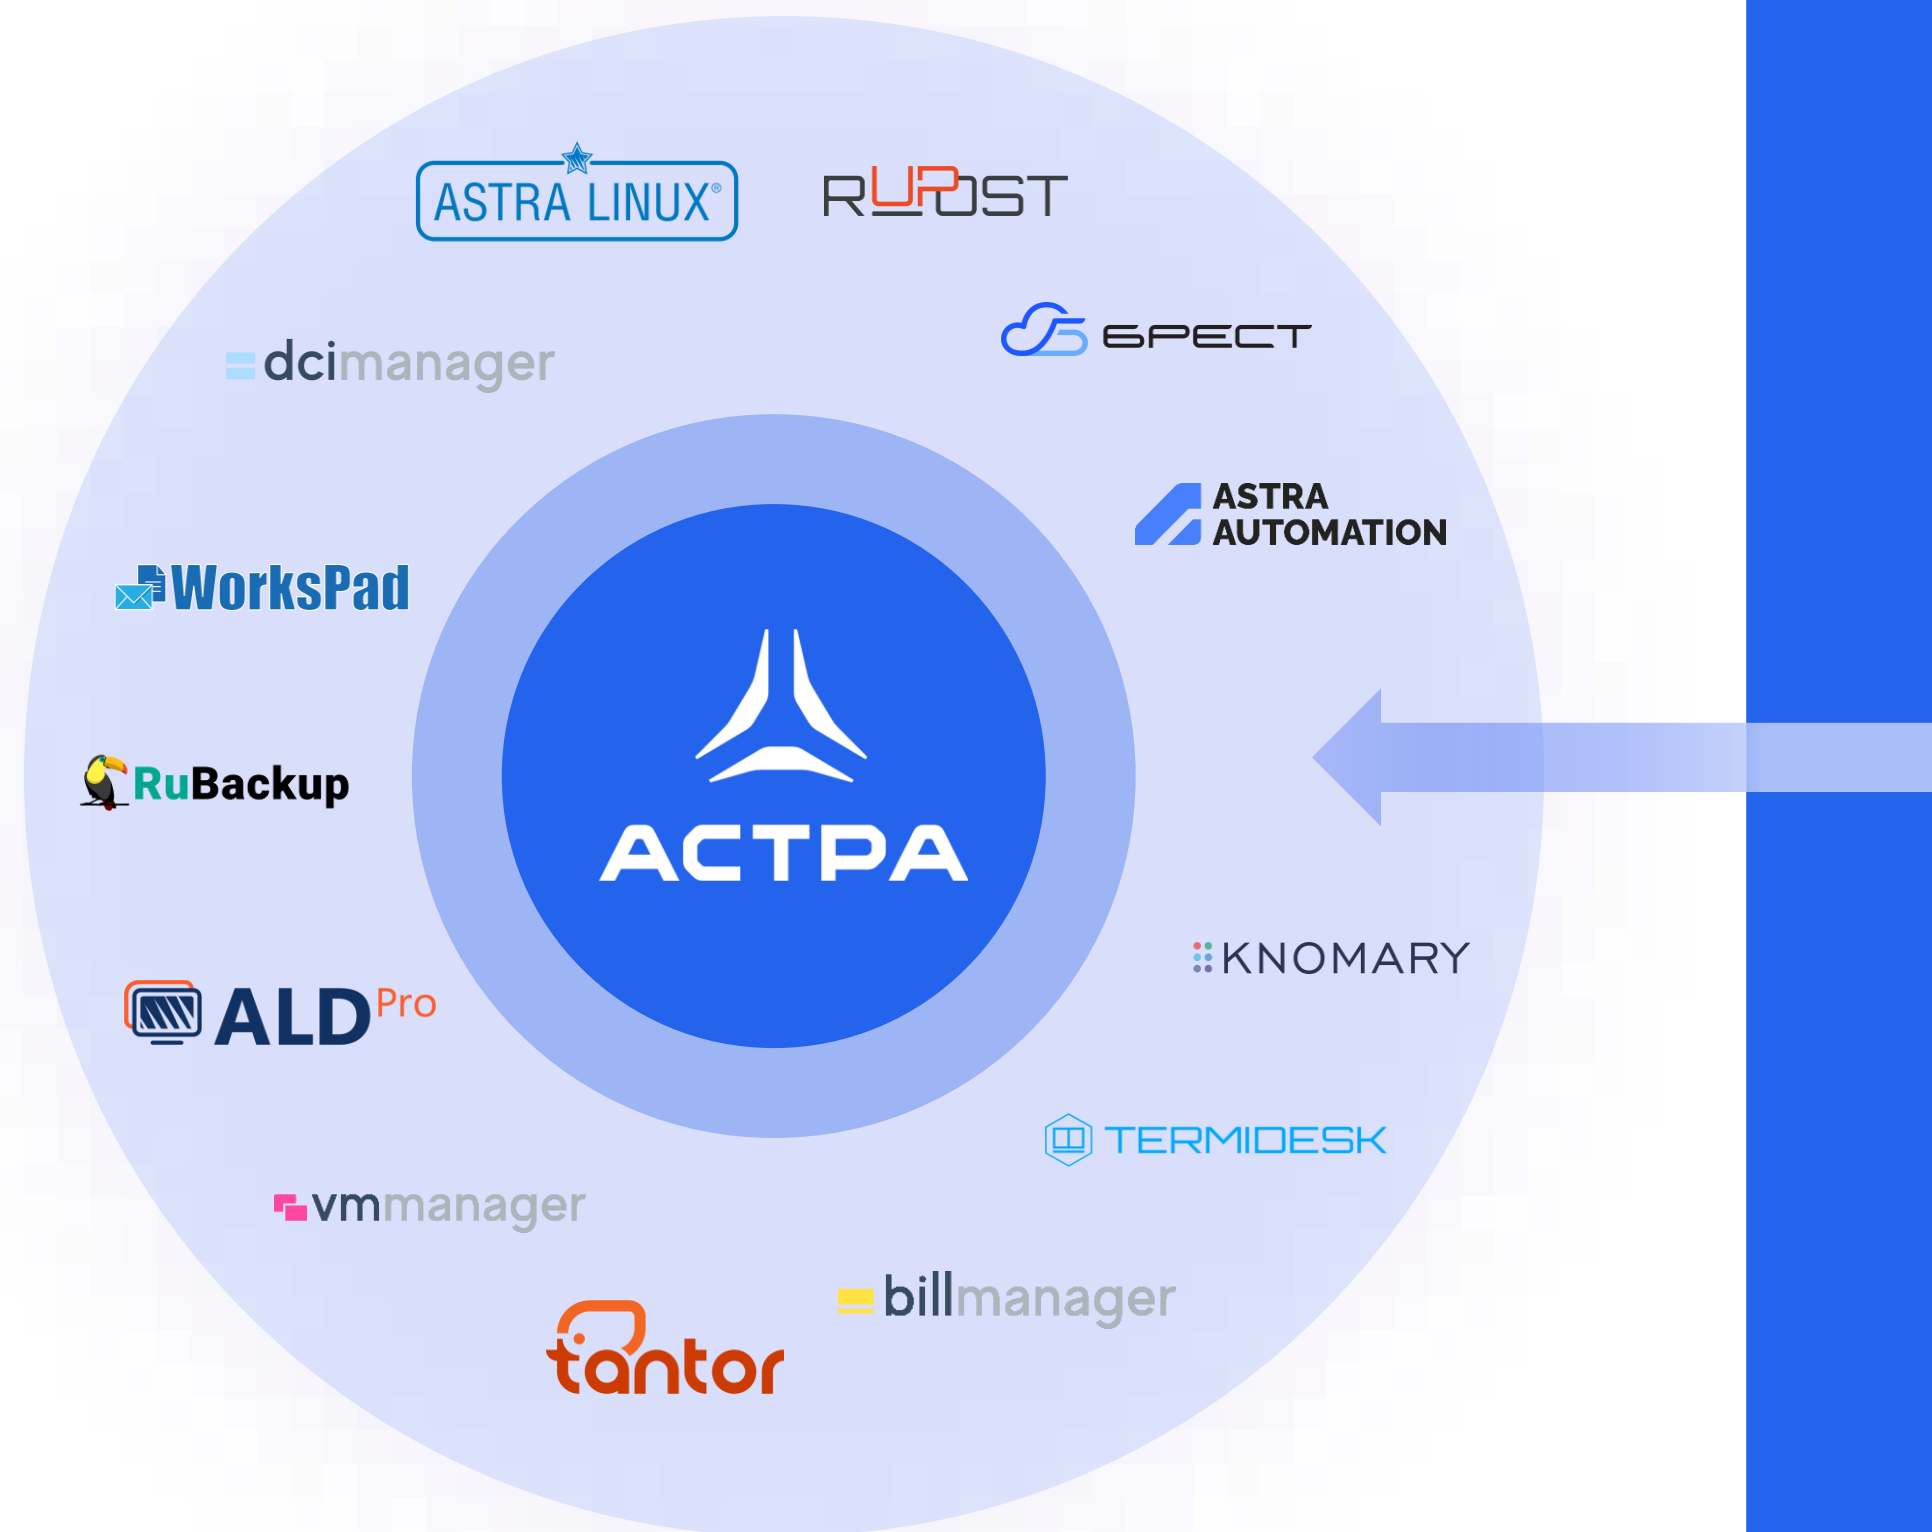 ASTRA LINUX®
RUPOST
dcimanager
БРЕСТ
ASTRA
AUTOMATION
WorksPad
RuBackup
АСТРА
KNOMARY
ALD Pro
TERMIDESK
vmmanager
billmanager
tantor